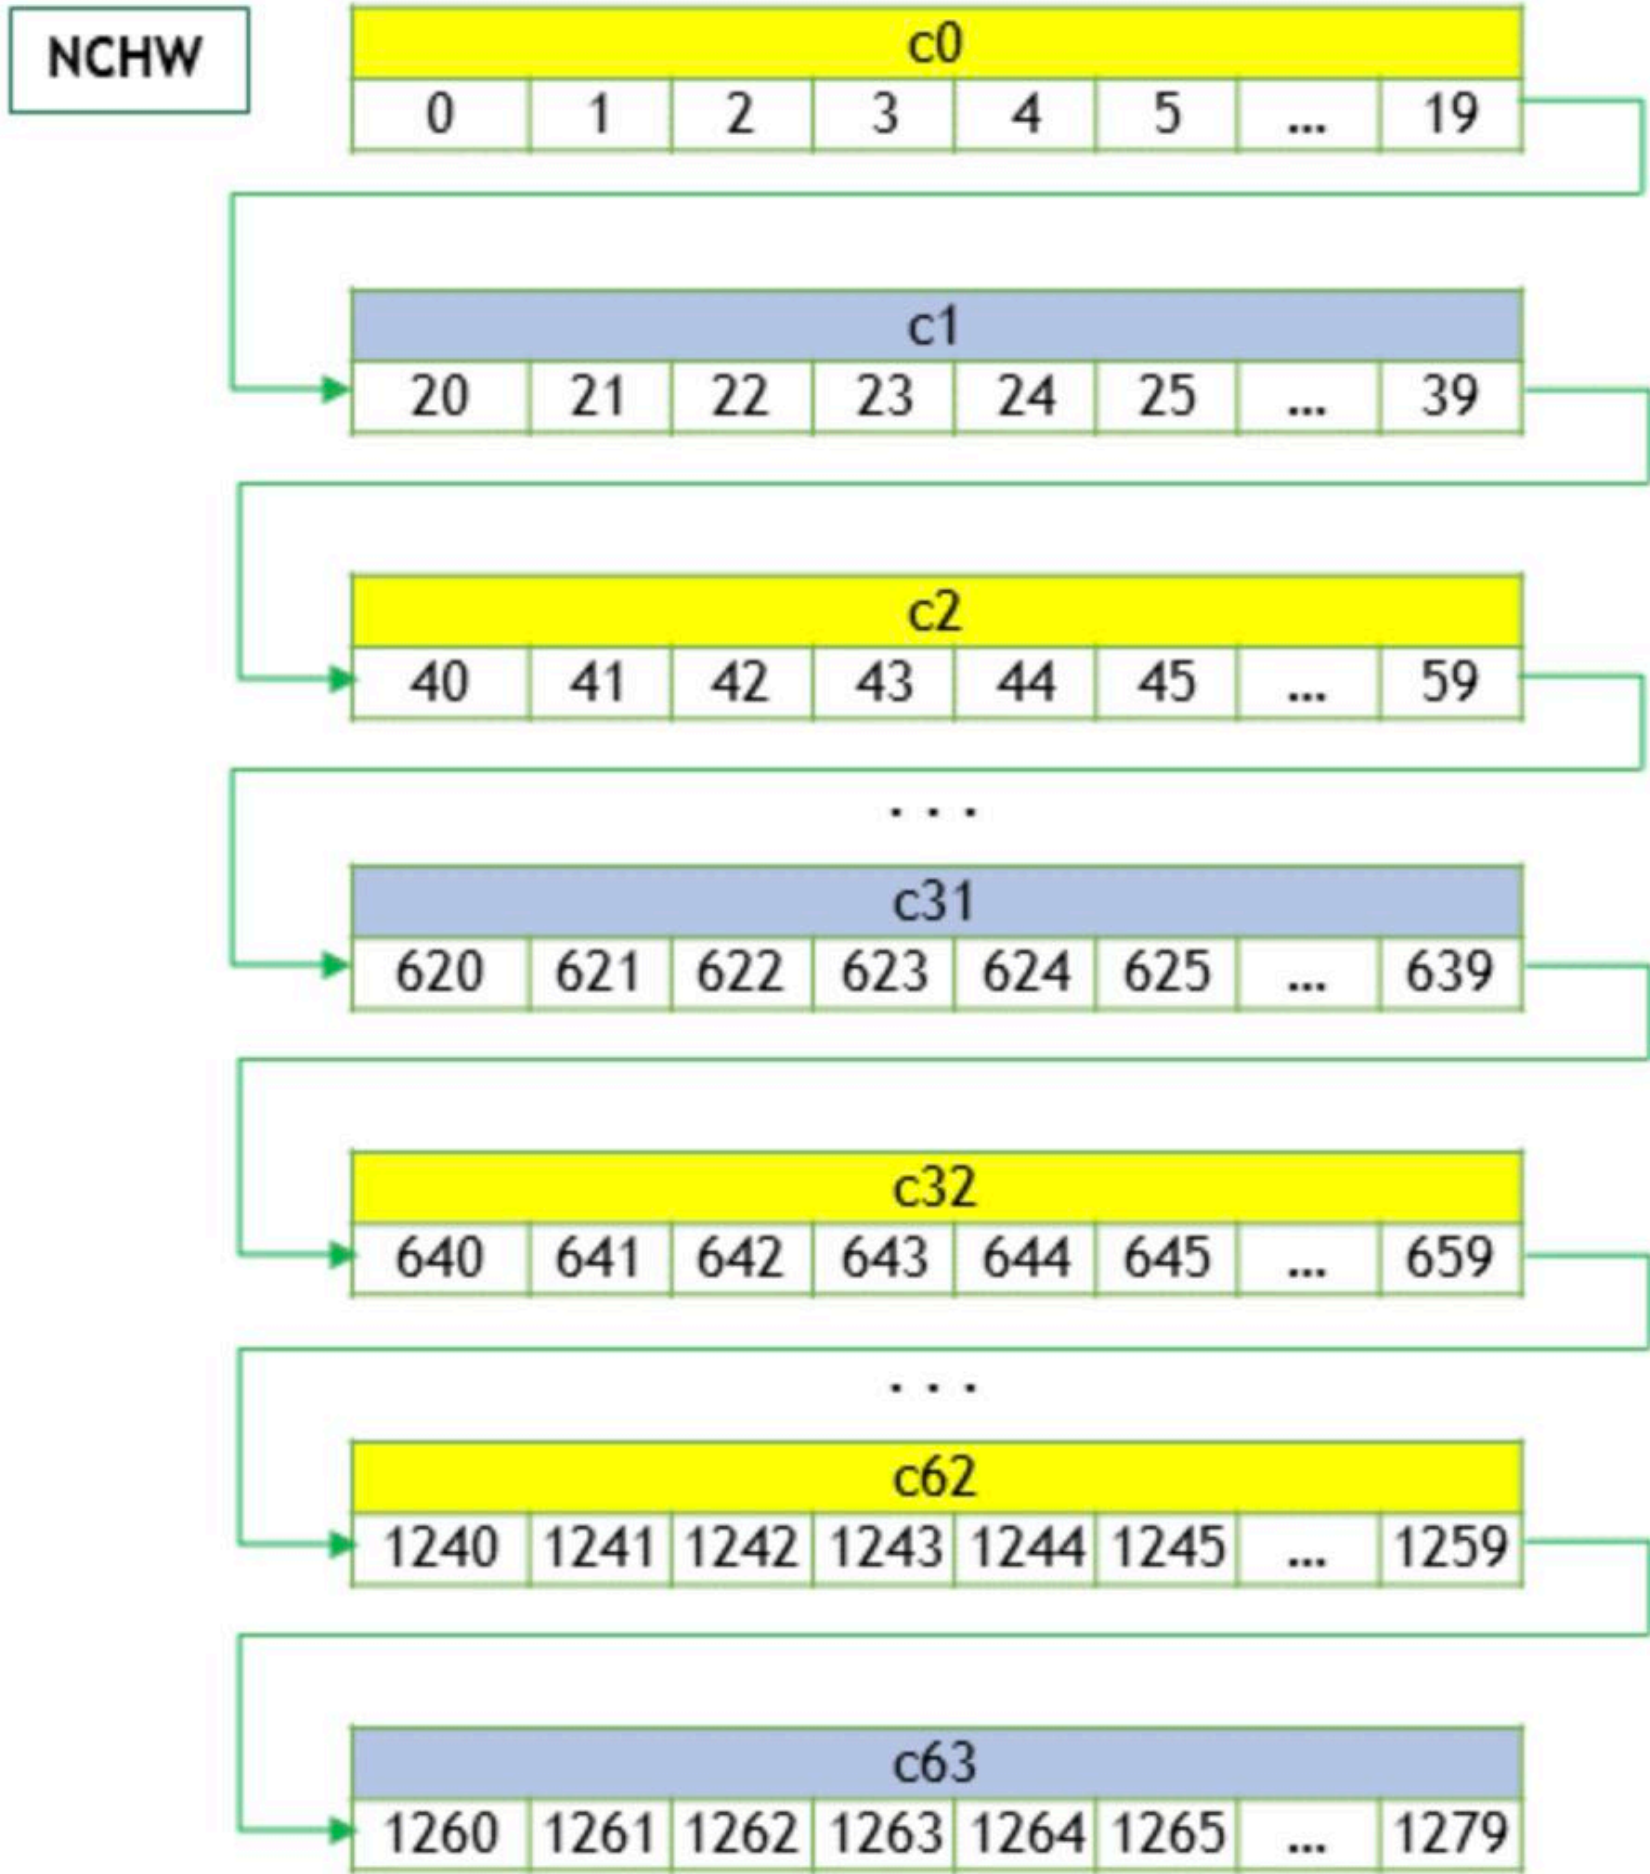 NCHW
c0
0 1 2 3 4 5 ... 19
c1
20 21 22 23 24 25 ... 39
c2
40 41 42 43 44 45 ... 59
...
c31
620 621 622 623 624 625 ... 639
c32
640 641 642 643 644 645 ... 659
...
c62
1240 1241 1242 1243 1244 1245 ... 1259
c63
1260 1261 1262 1263 1264 1265 ... 1279